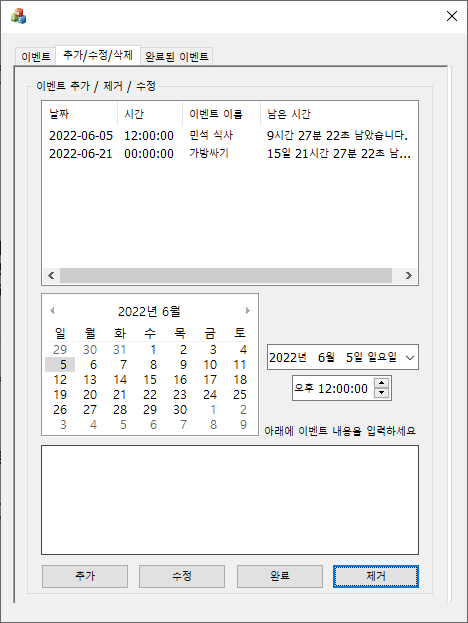 이벤트 추가/수정/삭제 완료된 이벤트
이벤트 추가 / 제거 / 수정
날짜 시간 이벤트 이름 남은 시간
2022-06-05 12:00:00 민석 식사 9시간 27분 22초 남았습니다.
2022-06-21 00:00:00 가방싸기 15일 21시간 27분 22초 남...
2022년 6월
일 월 화 수 목 금 토
29 30 31 1 2 3 4
5 6 7 8 9 10 11
12 13 14 15 16 17 18
19 20 21 22 23 24 25
26 27 28 29 30 1 2
3 4 5 6 7 8 9
2022년 6월 5일 일요일
오후 12:00:00
아래에 이벤트 내용을 입력하세요
추가 수정 완료 제거